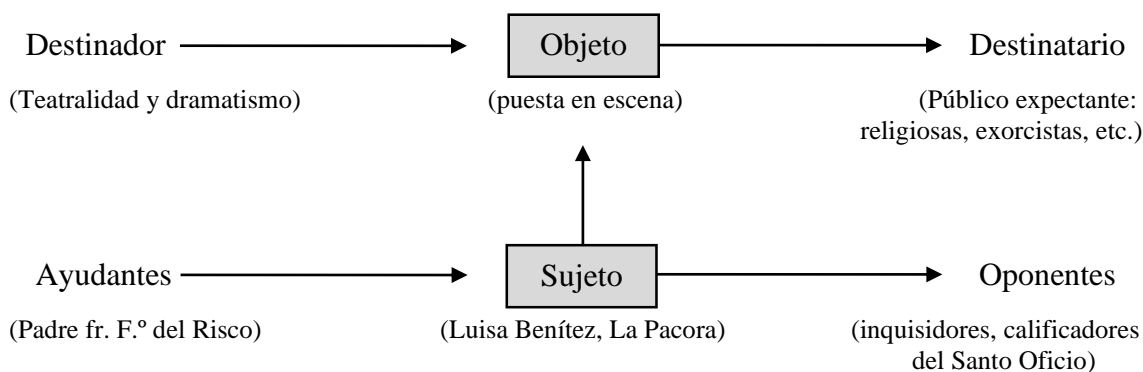 Destinador Objeto Destinatario
(Teatralidad y dramatismo) (puesta en escena) (Público expectante:
religiosas, exorcistas, etc.)
Ayudantes Sujeto Oponentes
(Padre fr. F.º del Risco) (Luisa Benítez, La Pacora) (inquisidores, calificadores
del Santo Oficio)